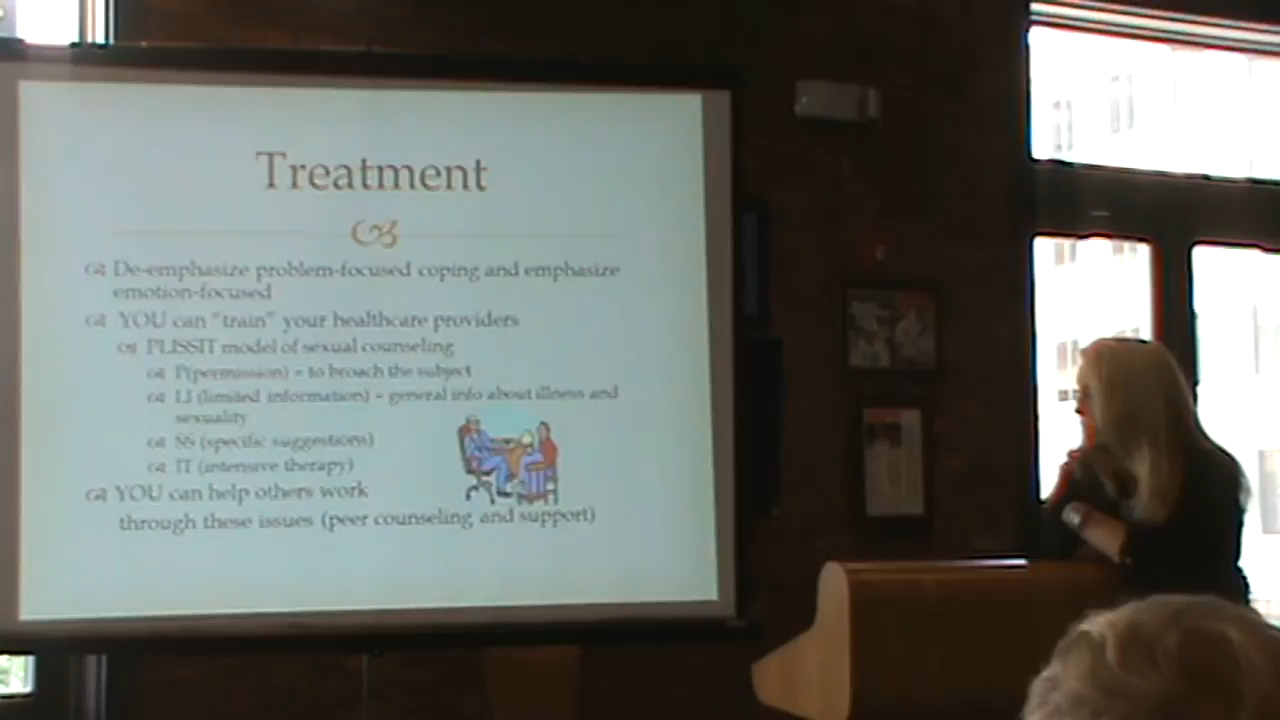 Treatment
De-emphasize problem-focused coping and emphasize
emotion-focused
YOU can "train" your healthcare providers
PLISSIT model of sexual counseling
P(permission) – to broach the subject
LI (limited information) – general info about illness and
sexuality
SS (specific suggestions)
IT (intensive therapy)
YOU can help others work
through these issues (peer counseling and support)